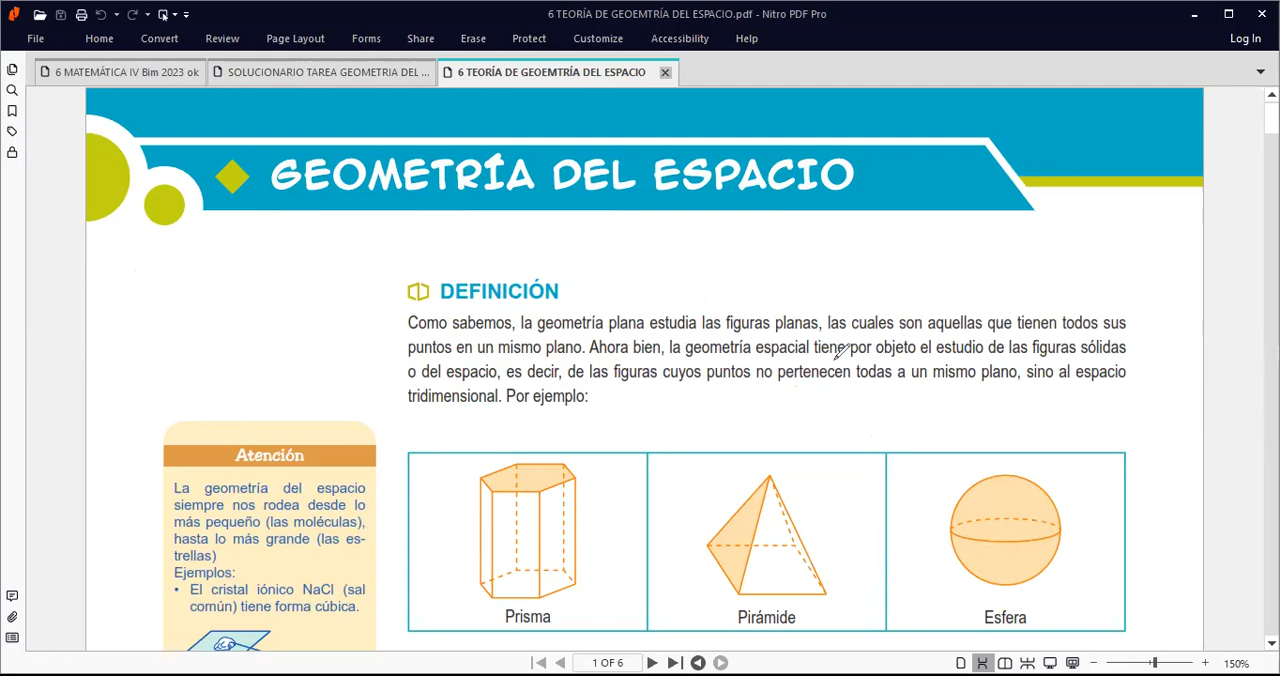 6 TEORÍA DE GEOEMTRÍA DEL ESPACIO.pdf - Nitro PDF Pro
File Home Convert Review Page Layout Forms Share Erase Protect Customize Accessibility Help Log In
6 MATEMÁTICA IV Bim 2023 ok SOLUCIONARIO TAREA GEOMETRIA DEL ... 6 TEORÍA DE GEOEMTRÍA DEL ESPACIO
GEOMETRÍA DEL ESPACIO
DEFINICIÓN
Como sabemos, la geometría plana estudia las figuras planas, las cuales son aquellas que tienen todos sus
puntos en un mismo plano. Ahora bien, la geometría espacial tiene por objeto el estudio de las figuras sólidas
o del espacio, es decir, de las figuras cuyos puntos no pertenecen todas a un mismo plano, sino al espacio
tridimensional. Por ejemplo:
Atención
La geometría del espacio
siempre nos rodea desde lo
más pequeño (las moléculas),
hasta lo más grande (las es-
trellas)
Ejemplos:
• El cristal iónico NaCl (sal
común) tiene forma cúbica.
Prisma
Pirámide
Esfera
1 OF 6
150%